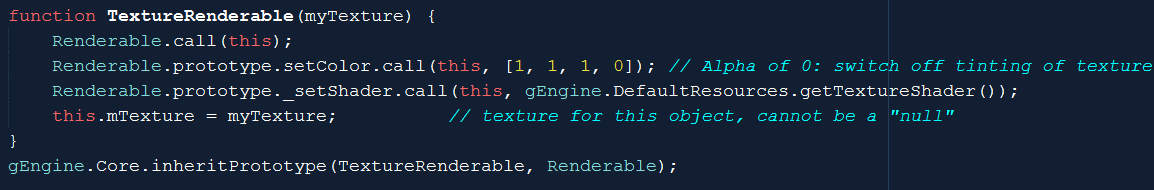 function TextureRenderable(myTexture) {
    Renderable.call(this);
    Renderable.prototype.setColor.call(this, [1, 1, 1, 0]); // Alpha of 0: switch off tinting of texture
    Renderable.prototype._setShader.call(this, gEngine.DefaultResources.getTextureShader());
    this.mTexture = myTexture;           // texture for this object, cannot be a "null"
}
gEngine.Core.inheritPrototype(TextureRenderable, Renderable);